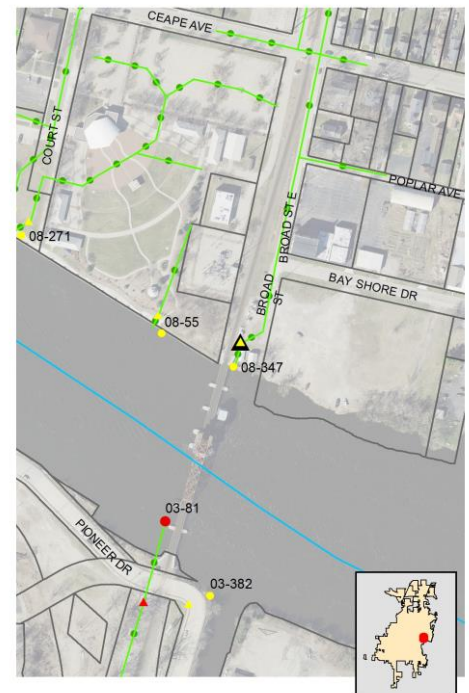 CEAPE AVE
COURT ST
BROAD ST E
POPLAR AVE
08-271
BROAD
ST
BAY SHORE DR
08-55
08-347
03-81
PIONEER DR
03-382